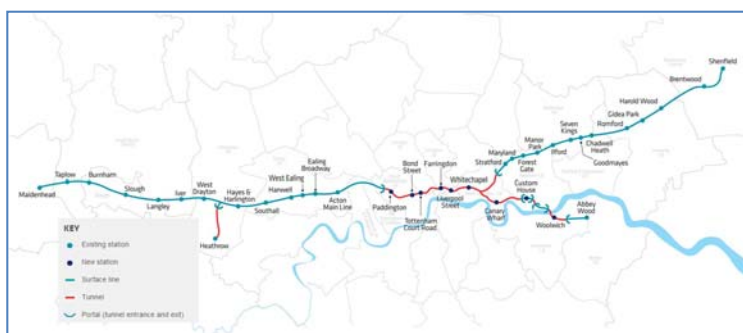 Shenfield
Brentwood
Harold Wood
Gidea Park
Romford
Chadwell
Heath
Goodmayes
Seven
Kings
Ilford
Manor
Park
Forest
Gate
Maryland
Stratford
Whitechapel
Liverpool
Street
Farringdon
Tottenham
Court Road
Bond
Street
Paddington
Acton
Main Line
Ealing
Broadway
West Ealing
Hanwell
Southall
Hayes &
Harlington
Heathrow
West
Drayton
Iver
Langley
Slough
Burnham
Taplow
Maidenhead
Canary
Wharf
Custom
House
Woolwich
Abbey
Wood
KEY
Existing station
New station
Surface line
Tunnel
Portal (tunnel entrance and exit)